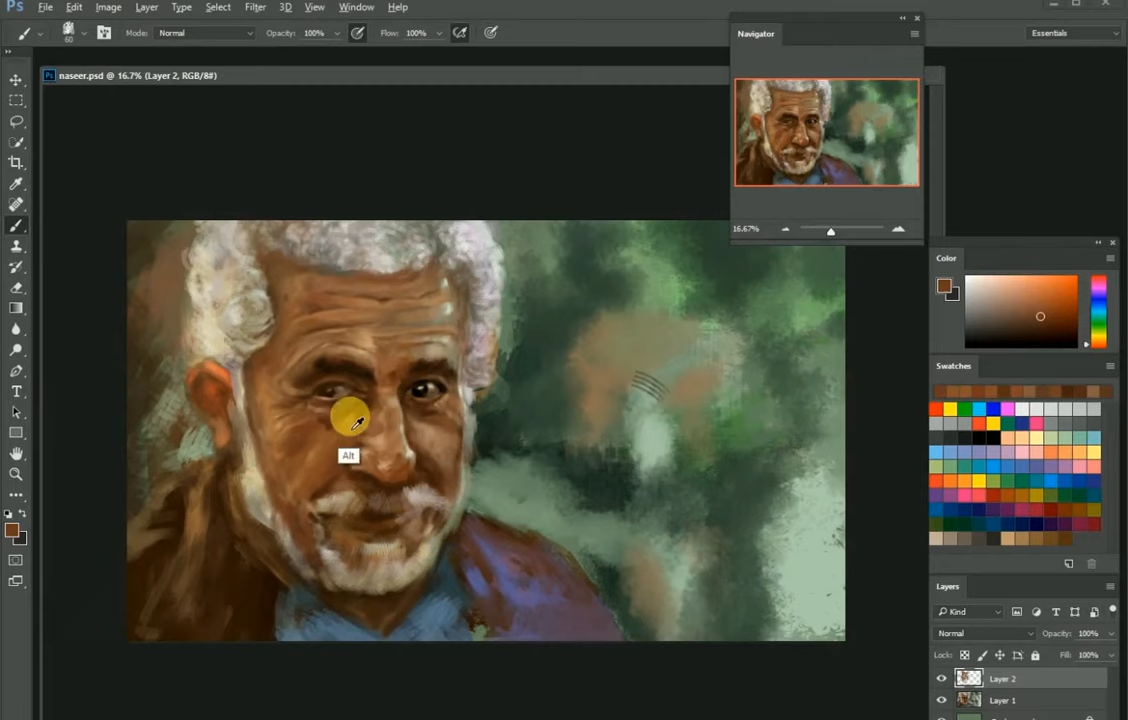 Ps File Edit Image Layer Type Select Filter 3D View Window Help
60 Mode: Normal Opacity: 100% Flow: 100% Essentials
Navigator
Ps naseer.psd @ 16.7% (Layer 2, RGB/8#)
16.67%
Color
Swatches
Alt
T
Layers
Kind T
Normal Opacity: 100%
Lock: Fill: 100%
Layer 2
Layer 1